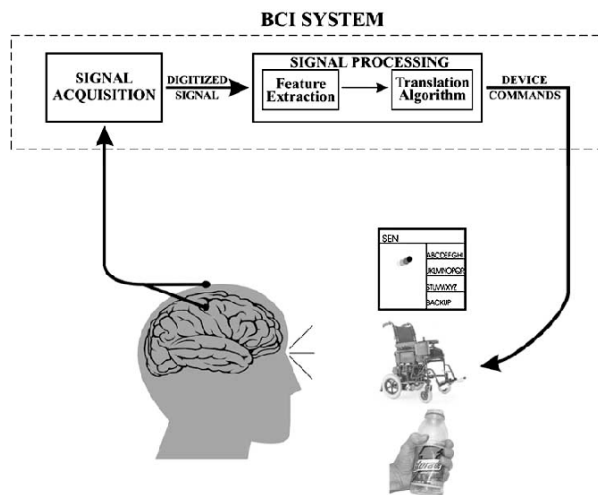 BCI SYSTEM
SIGNAL
ACQUISITION
DIGITIZED
SIGNAL
SIGNAL PROCESSING
Feature
Extraction
Translation
Algorithm
DEVICE
COMMANDS
SEN
ABCDEFGHI
JKLMNOPQR
STUVWXYZ
BACKUP